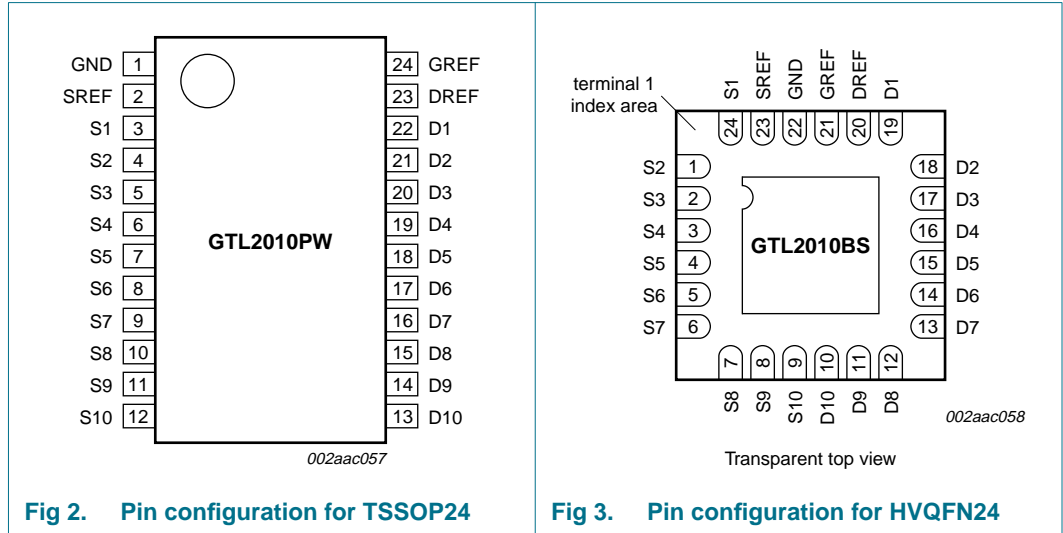 GND 1
SREF 2
S1 3
S2 4
S3 5
S4 6
S5 7
S6 8
S7 9
S8 10
S9 11
S10 12
GTL2010PW
24 GREF
23 DREF
22 D1
21 D2
20 D3
19 D4
18 D5
17 D6
16 D7
15 D8
14 D9
13 D10
002aac057
Fig 2. Pin configuration for TSSOP24
terminal 1
index area
S1 SREF GND GREF DREF D1
24 23 22 21 20 19
S2 1
S3 2
S4 3
S5 4
S6 5
S7 6
GTL2010BS
18 D2
17 D3
16 D4
15 D5
14 D6
13 D7
7 8 9 10 11 12
S8 S9 S10 D10 D9 D8
002aac058
Transparent top view
Fig 3. Pin configuration for HVQFN24